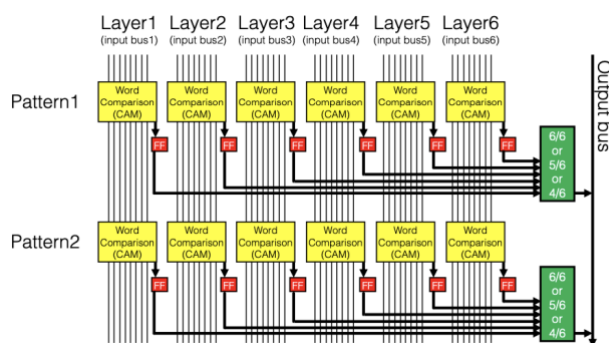 Layer1 Layer2 Layer3 Layer4 Layer5 Layer6
(input bus1) (input bus2) (input bus3) (input bus4) (input bus5) (input bus6)
Output bus
Pattern1
Word Comparison (CAM) Word Comparison (CAM) Word Comparison (CAM) Word Comparison (CAM) Word Comparison (CAM) Word Comparison (CAM)
FF FF FF FF FF FF
6/6
or
5/6
or
4/6
Pattern2
Word Comparison (CAM) Word Comparison (CAM) Word Comparison (CAM) Word Comparison (CAM) Word Comparison (CAM) Word Comparison (CAM)
FF FF FF FF FF FF
6/6
or
5/6
or
4/6